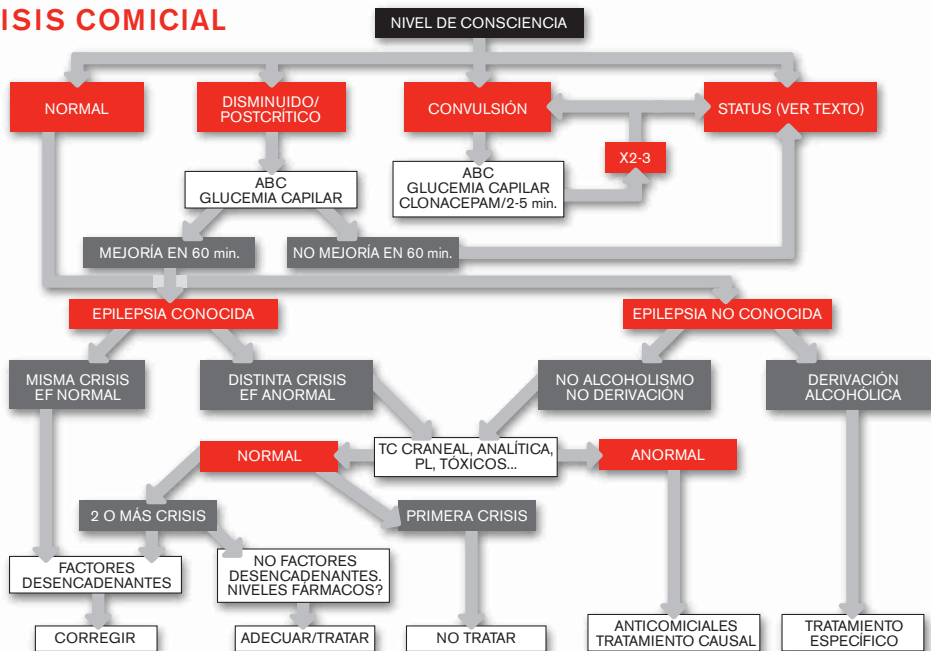 ISIS COMICIAL
NIVEL DE CONSCIENCIA
NORMAL
DISMINUIDO/
POSTCRÍTICO
CONVULSIÓN
STATUS (VER TEXTO)
X2-3
ABC
GLUCEMIA CAPILAR
ABC
GLUCEMIA CAPILAR
CLONACEPAM/2-5 min.
MEJORÍA EN 60 min.
NO MEJORÍA EN 60 min.
EPILEPSIA CONOCIDA
EPILEPSIA NO CONOCIDA
MISMA CRISIS
EF NORMAL
DISTINTA CRISIS
EF ANORMAL
NO ALCOHOLISMO
NO DERIVACIÓN
DERIVACIÓN
ALCOHÓLICA
NORMAL
TC CRANEAL, ANALÍTICA,
PL, TÓXICOS...
ANORMAL
2 O MÁS CRISIS
PRIMERA CRISIS
FACTORES
DESENCADENANTES
NO FACTORES
DESENCADENANTES.
NIVELES FÁRMACOS?
CORREGIR
ADECUAR/TRATAR
NO TRATAR
ANTICOMICIALES
TRATAMIENTO CAUSAL
TRATAMIENTO
ESPECÍFICO